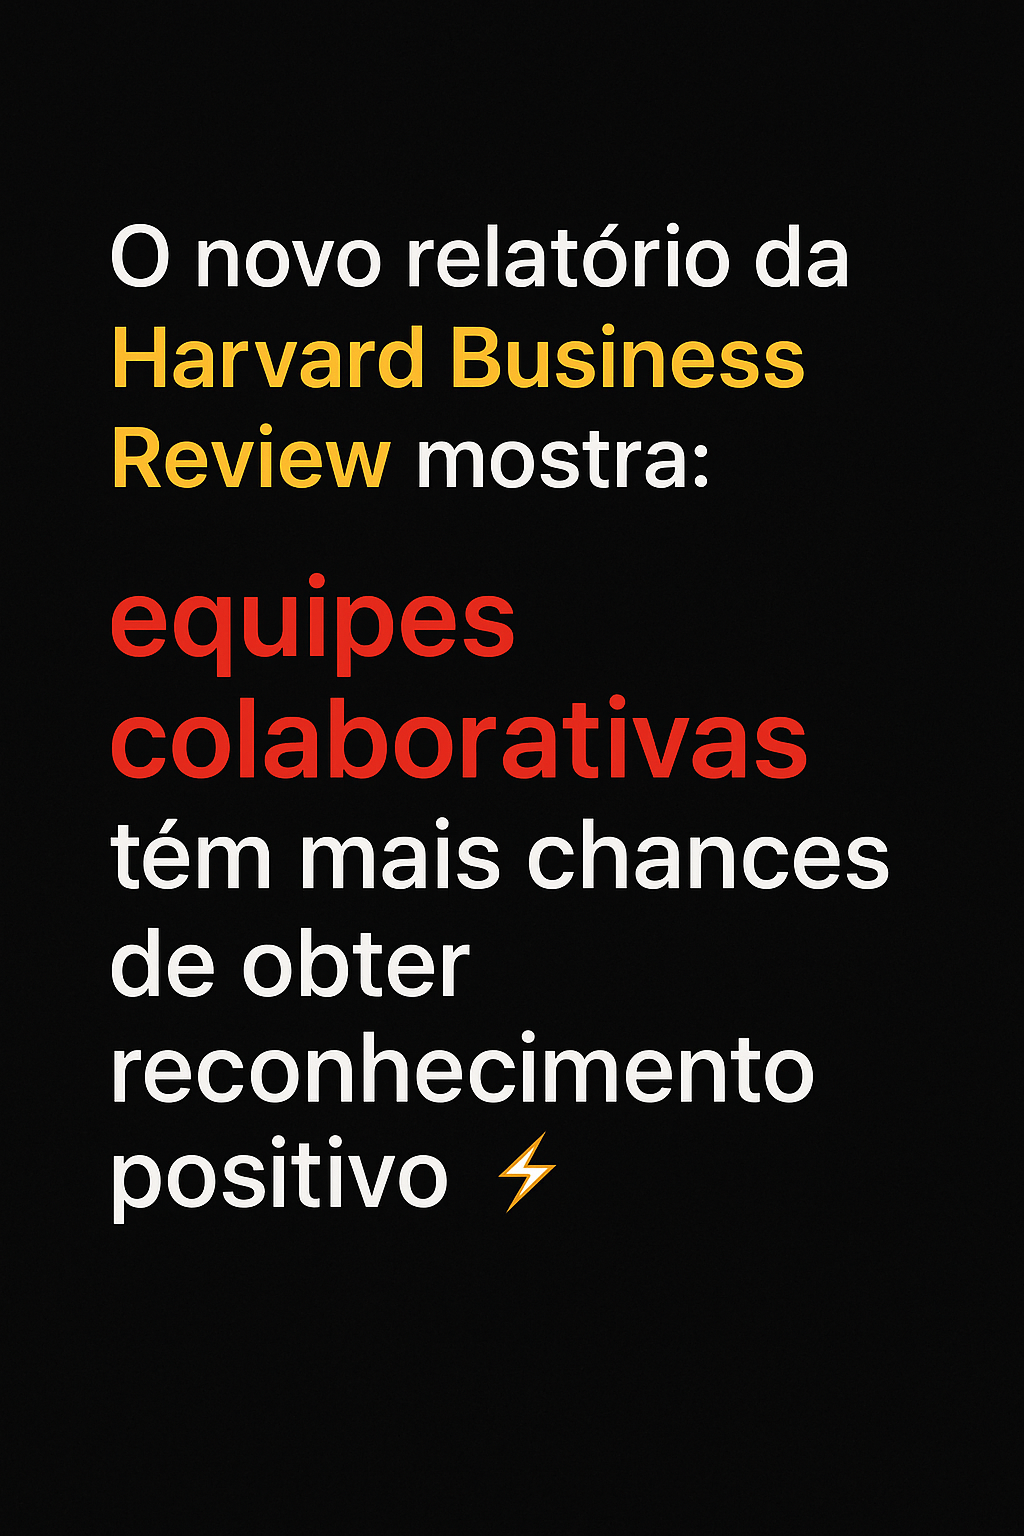 O novo relatório da
Harvard Business
Review mostra:
equipes
colaborativas
tém mais chances
de obter
reconhecimento
positivo ⚡